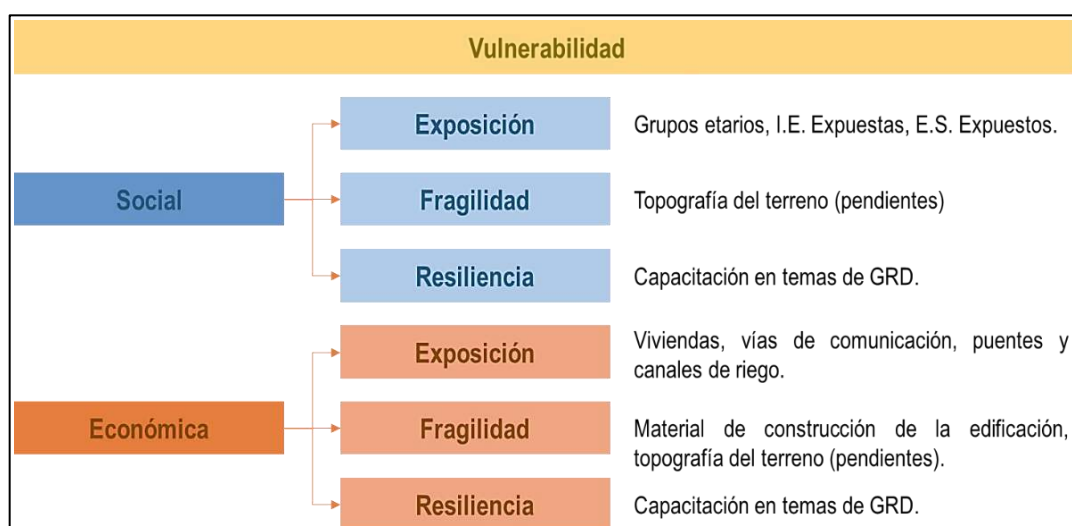 Vulnerabilidad
Social
Exposición
Grupos etarios, I.E. Expuestas, E.S. Expuestos.
Fragilidad
Topografía del terreno (pendientes)
Resiliencia
Capacitación en temas de GRD.
Económica
Exposición
Viviendas, vías de comunicación, puentes y
canales de riego.
Fragilidad
Material de construcción de la edificación,
topografía del terreno (pendientes).
Resiliencia
Capacitación en temas de GRD.